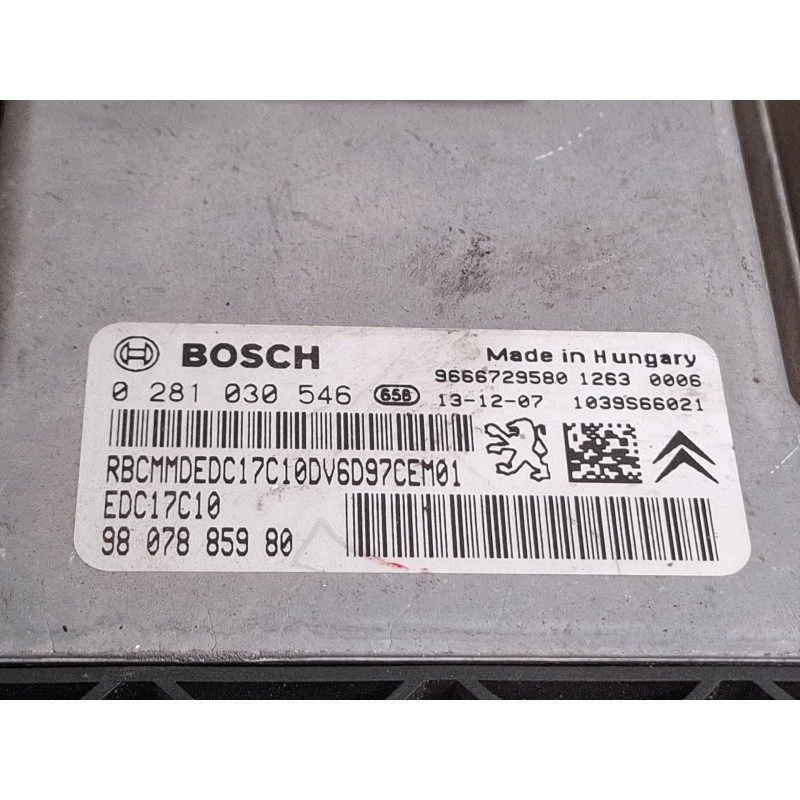 BOSCH Made in Hungary
9666729580 1263 0006
0 281 030 546 658 13-12-07 1039S66021
RBCMMDEDC17C10DV6D97CEM01
EDC17C10
98 078 859 80